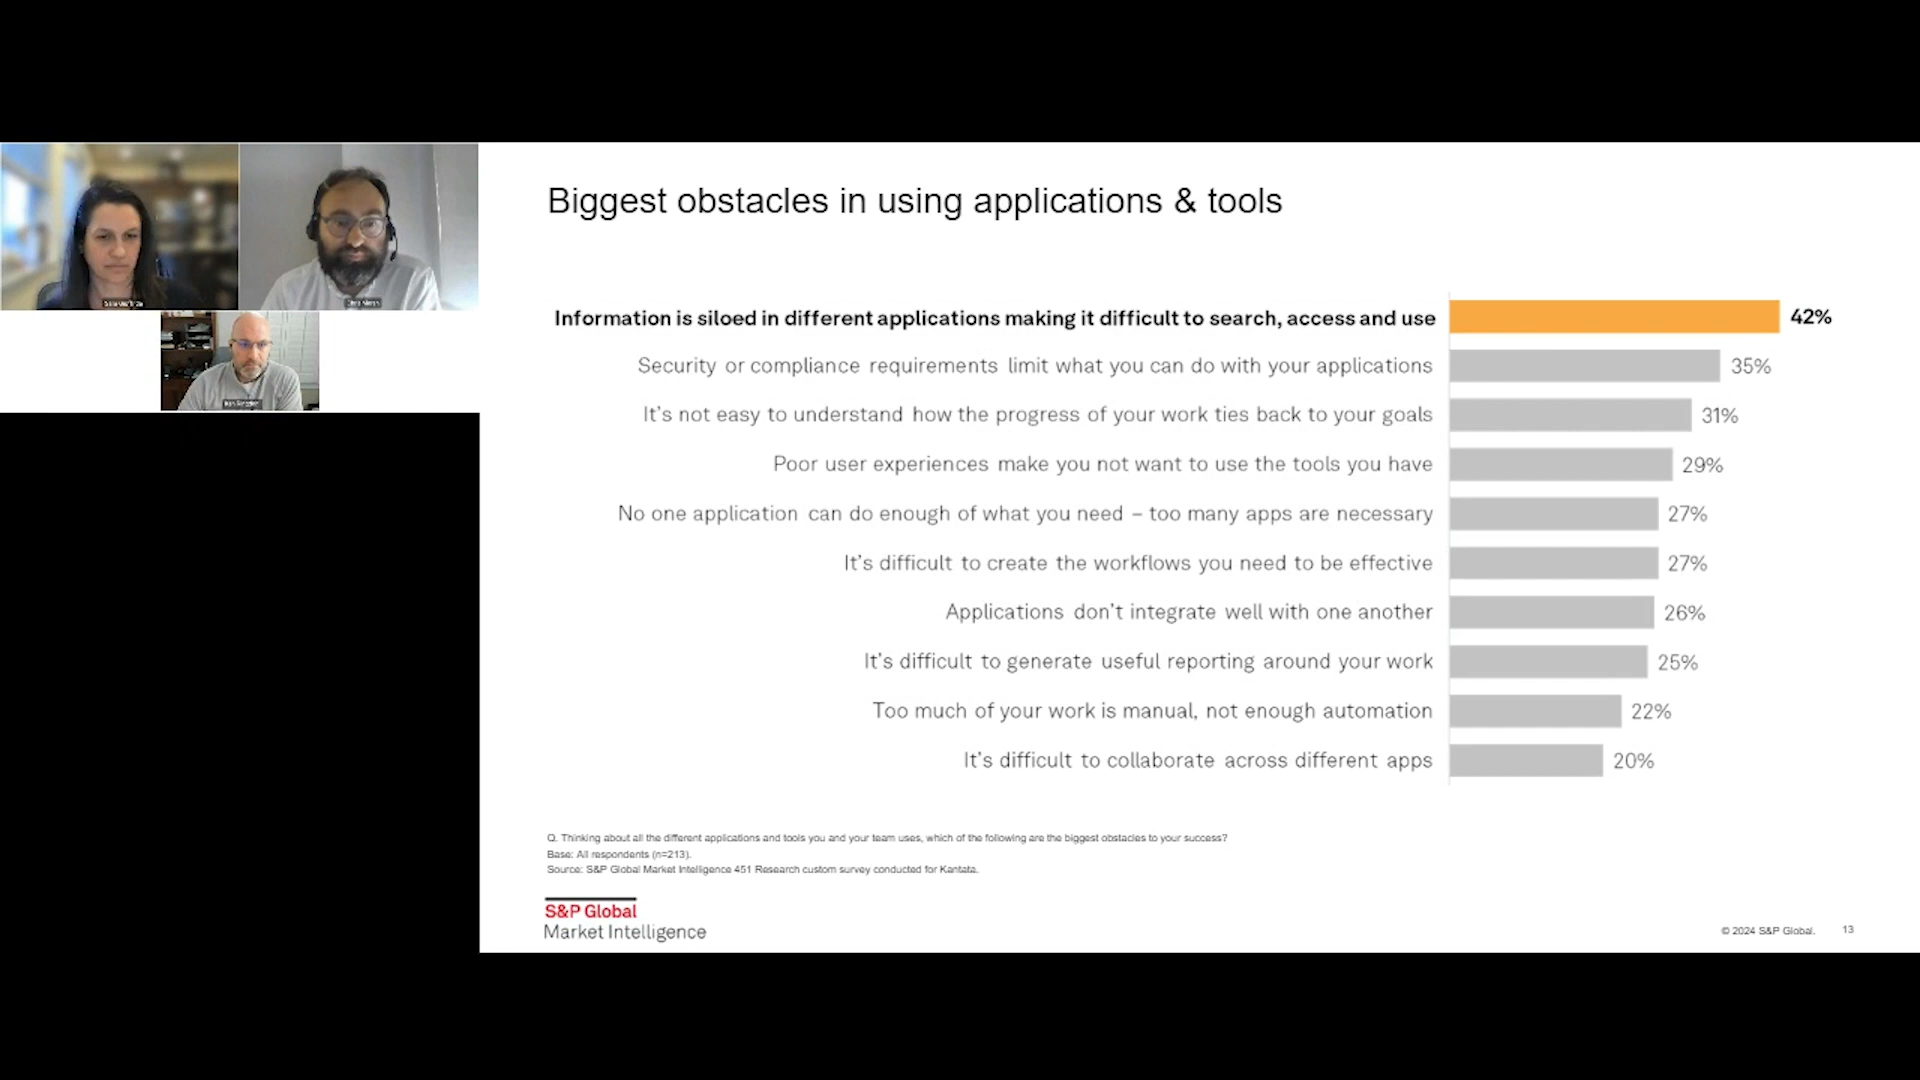 Biggest obstacles in using applications & tools
Information is siloed in different applications making it difficult to search, access and use 42%
Security or compliance requirements limit what you can do with your applications 35%
It's not easy to understand how the progress of your work ties back to your goals 31%
Poor user experiences make you not want to use the tools you have 29%
No one application can do enough of what you need – too many apps are necessary 27%
It's difficult to create the workflows you need to be effective 27%
Applications don't integrate well with one another 26%
It's difficult to generate useful reporting around your work 25%
Too much of your work is manual, not enough automation 22%
It's difficult to collaborate across different apps 20%
Q. Thinking about all the different applications and tools you and your team uses, which of the following are the biggest obstacles to your success?
Base: All respondents (n=213).
Source: S&P Global Market Intelligence 451 Research custom survey conducted for Kantata.
S&P Global
Market Intelligence
© 2024 S&P Global. 13